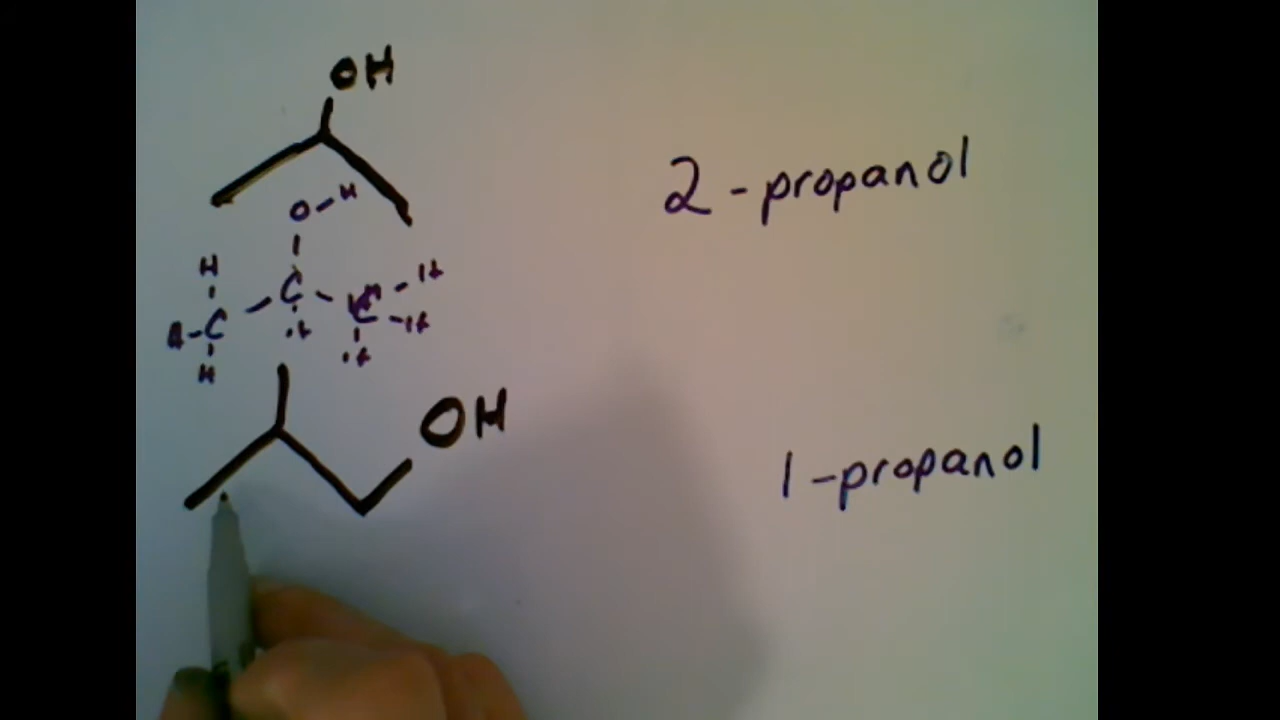 OH
2-propanol
O-H
H C H
H-C C H
H H H
OH
1-propanol